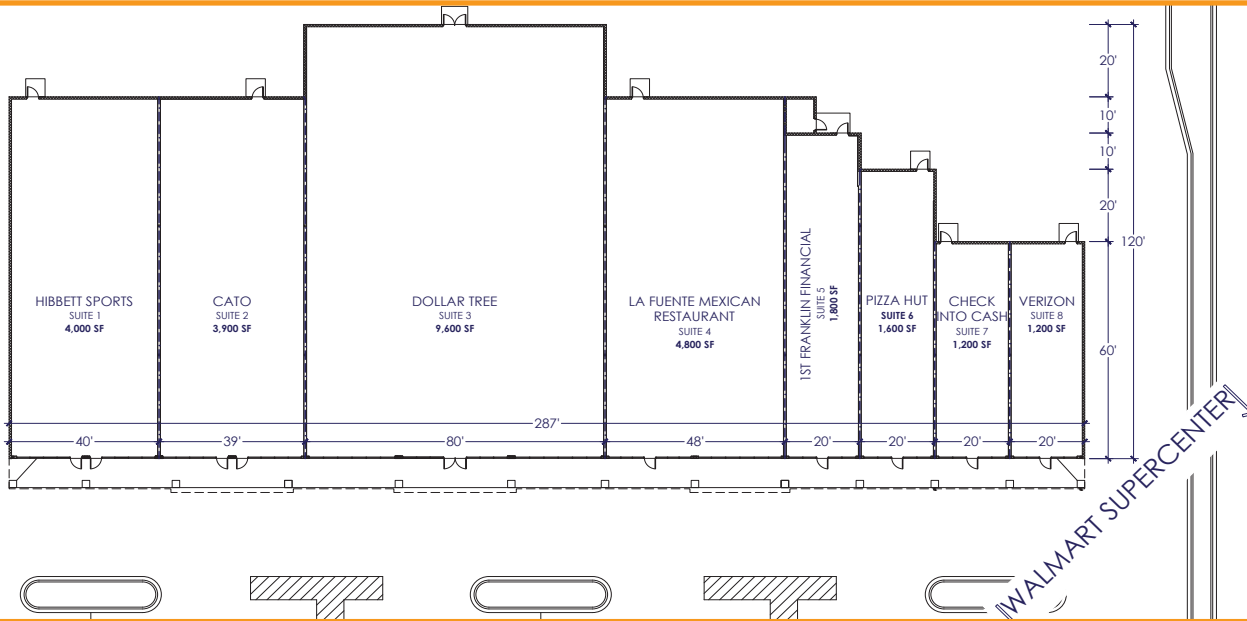 HIBBETT SPORTS
SUITE 1
4,000 SF
CATO
SUITE 2
3,900 SF
DOLLAR TREE
SUITE 3
9,600 SF
LA FUENTE MEXICAN
RESTAURANT
SUITE 4
4,800 SF
1ST FRANKLIN FINANCIAL
SUITE 5
1,800 SF
PIZZA HUT
SUITE 6
1,600 SF
CHECK
INTO CASH
SUITE 7
1,200 SF
VERIZON
SUITE 8
1,200 SF
20'
10'
10'
20'
120'
60'
287'
40'
39'
80'
48'
20'
20'
20'
20'
WALMART SUPERCENTER